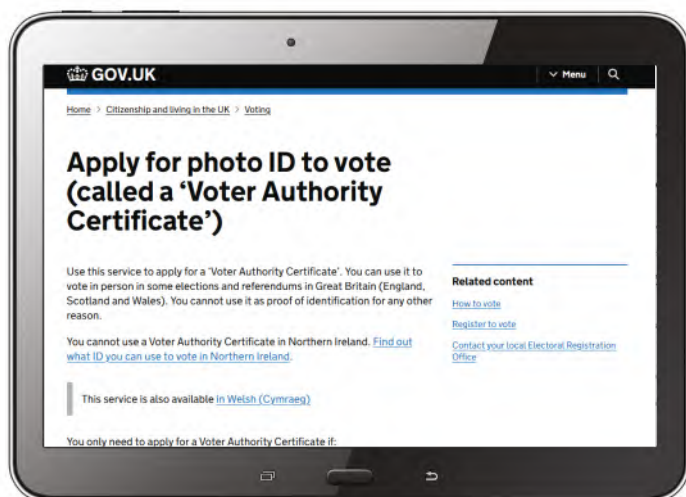 GOV.UK
Menu
Home > Citizenship and living in the UK > Voting
Apply for photo ID to vote
(called a ‘Voter Authority
Certificate’)
Use this service to apply for a ‘Voter Authority Certificate’. You can use it to
vote in person in some elections and referendums in Great Britain (England,
Scotland and Wales). You cannot use it as proof of identification for any other
reason.
You cannot use a Voter Authority Certificate in Northern Ireland. Find out
what ID you can use to vote in Northern Ireland.
This service is also available in Welsh (Cymraeg)
You only need to apply for a Voter Authority Certificate if:
Related content
How to vote
Register to vote
Contact your local Electoral Registration
Office